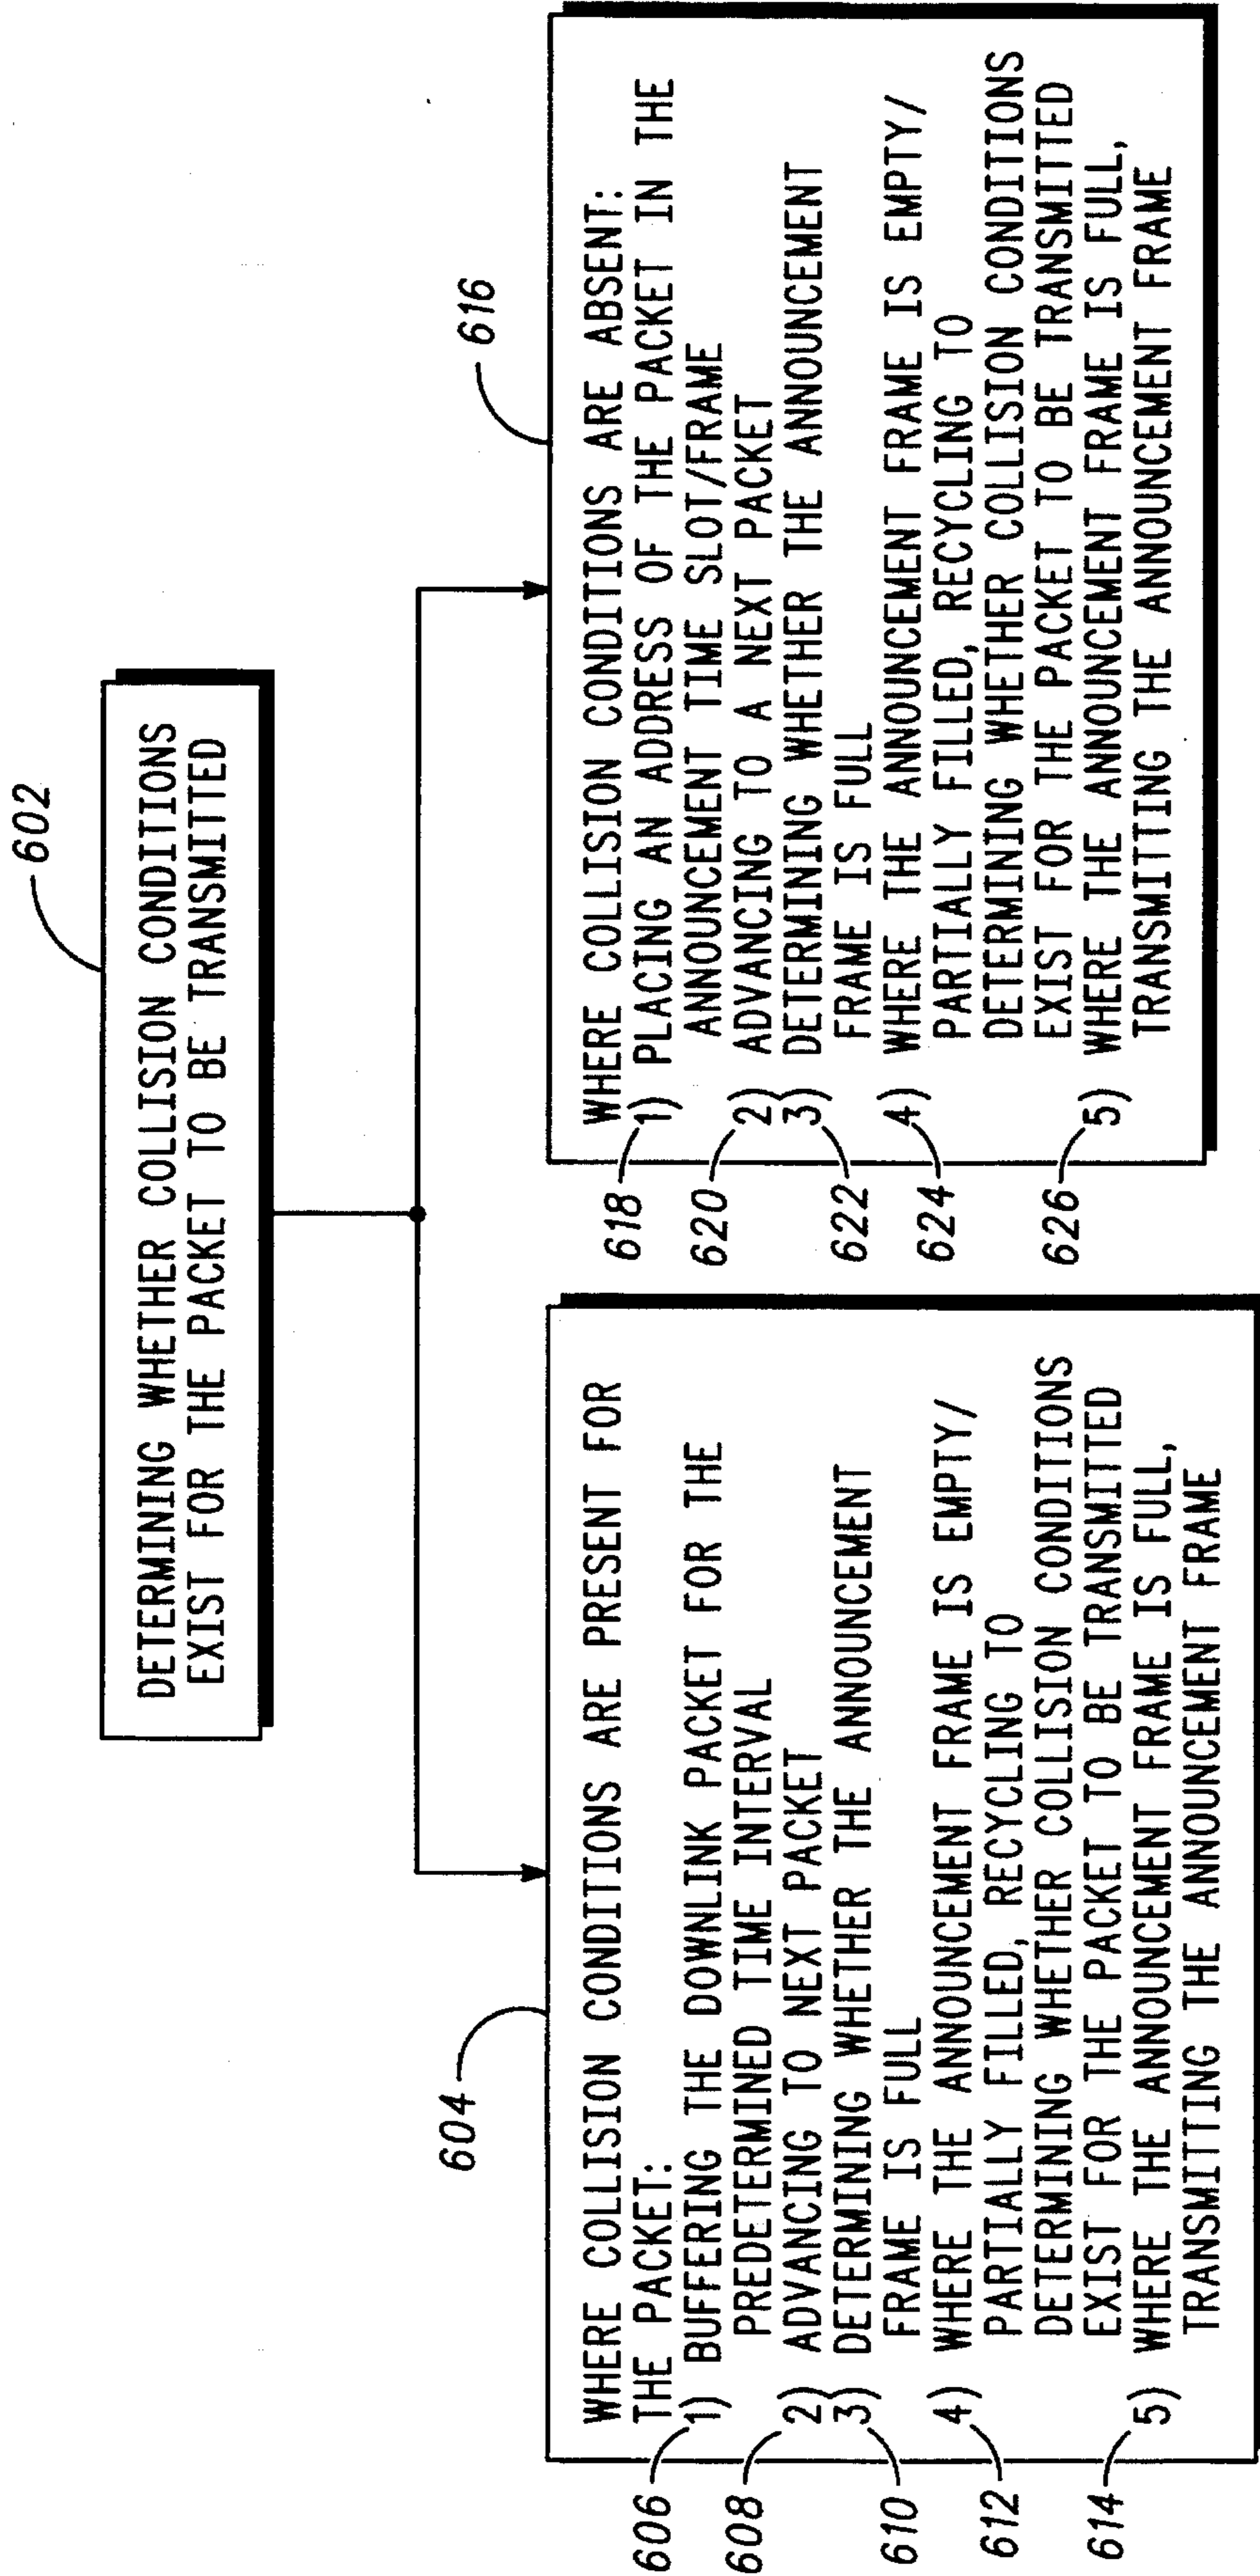 602
DETERMINING WHETHER COLLISION CONDITIONS
EXIST FOR THE PACKET TO BE TRANSMITTED
604
WHERE COLLISION CONDITIONS ARE PRESENT FOR
THE PACKET:
606
1) BUFFERING THE DOWNLINK PACKET FOR THE
PREDETERMINED TIME INTERVAL
608
2) ADVANCING TO NEXT PACKET
610
3) DETERMINING WHETHER THE ANNOUNCEMENT
FRAME IS FULL
612
4) WHERE THE ANNOUNCEMENT FRAME IS EMPTY/
PARTIALLY FILLED, RECYCLING TO
DETERMINING WHETHER COLLISION CONDITIONS
EXIST FOR THE PACKET TO BE TRANSMITTED
614
5) WHERE THE ANNOUNCEMENT FRAME IS FULL,
TRANSMITTING THE ANNOUNCEMENT FRAME
616
WHERE COLLISION CONDITIONS ARE ABSENT:
618
1) PLACING AN ADDRESS OF THE PACKET IN THE
ANNOUNCEMENT TIME SLOT/FRAME
620
2) ADVANCING TO A NEXT PACKET
622
3) DETERMINING WHETHER THE ANNOUNCEMENT
FRAME IS FULL
624
4) WHERE THE ANNOUNCEMENT FRAME IS EMPTY/
PARTIALLY FILLED, RECYCLING TO
DETERMINING WHETHER COLLISION CONDITIONS
EXIST FOR THE PACKET TO BE TRANSMITTED
626
5) WHERE THE ANNOUNCEMENT FRAME IS FULL,
TRANSMITTING THE ANNOUNCEMENT FRAME